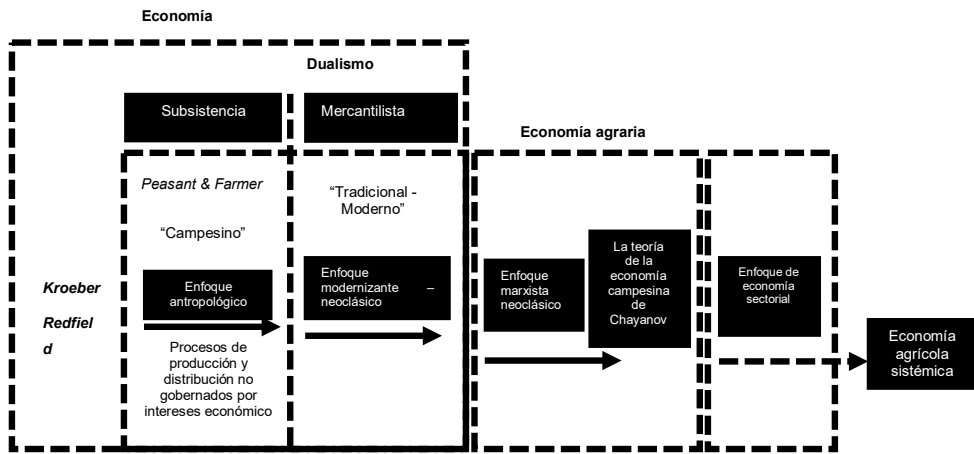 Economía
Dualismo
Subsistencia
Mercantilista
Economía agraria
Peasant & Farmer
“Tradicional -
Moderno”
“Campesino”
Kroeber
Redfiel
d
Enfoque
antropológico
Enfoque
modernizante –
neoclásico
Enfoque
marxista
neoclásico
La teoría
de la
economía
campesina
de
Chayanov
Enfoque de
economía
sectorial
Procesos de
producción y
distribución no
gobernados por
intereses económico
Economía
agrícola
sistémica